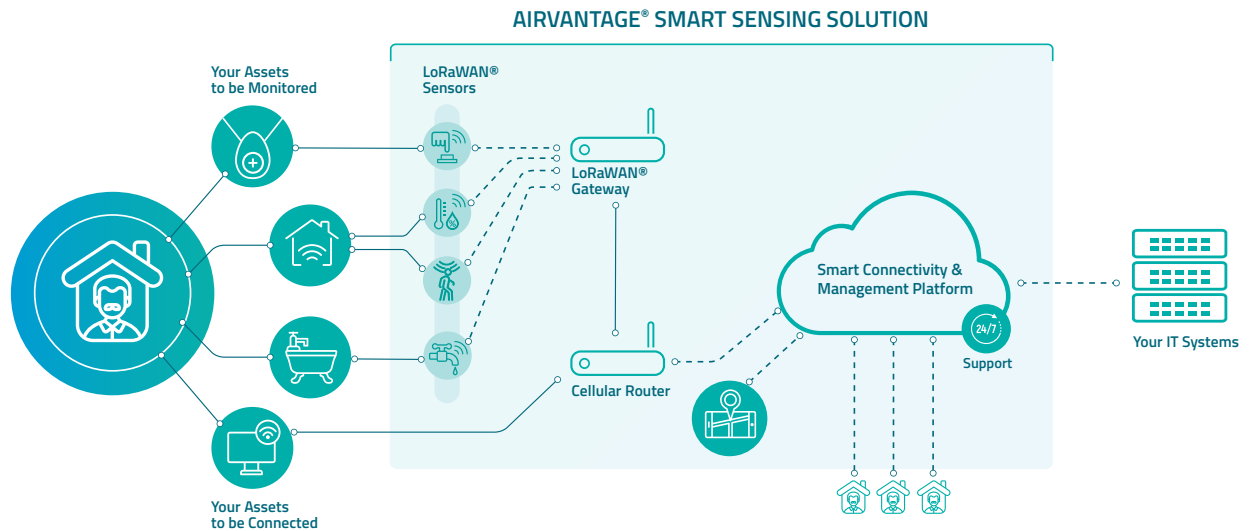 AIRVANTAGE® SMART SENSING SOLUTION
Your Assets
to be Monitored
LoRaWAN®
Sensors
LoRaWAN®
Gateway
%
Smart Connectivity &
Management Platform
24/7
Support
Your IT Systems
Cellular Router
Your Assets
to be Connected